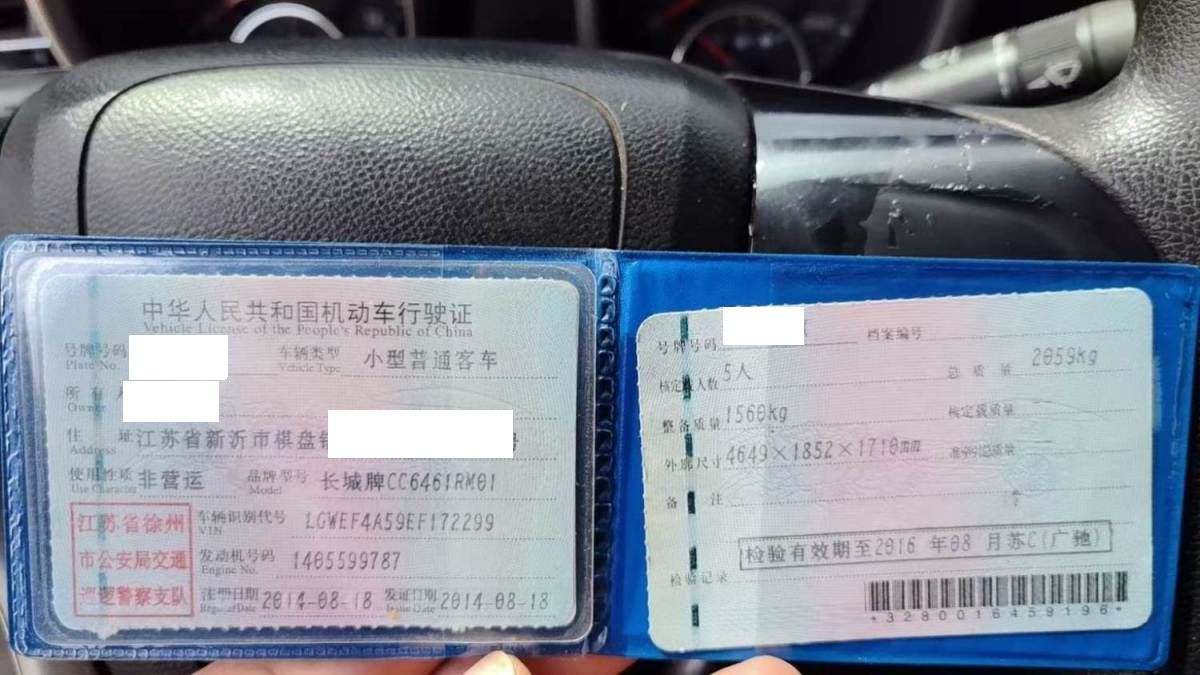 中华人民共和国机动车行驶证
Vehicle License of the People's Republic of China
号牌号码 车辆类型 小型普通客车
Plate No. Vehicle Type
所有
Owner
住 址 江苏省新沂市棋盘镇 号
Address
使用性质 非营运 品牌型号 长城牌CC6461RM01
Use Character Model
江苏省徐州
市公安局交通
巡逻警察支队
车辆识别代号 LGWEF4A59EF172299
VIN
发动机号码 1405599787
Engine No.
注册日期 2014-08-18 发证日期 2014-08-18
Register Date Issue Date
号牌号码 档案编号
核定载人数 5人 总质量 2059kg
整备质量 1560kg 核定载质量
外廓尺寸 4649×1852×1710 准牵引总质量
备 注
检验有效期至2016 年08 月苏C(广驰)
检验记录
*3280016459196*